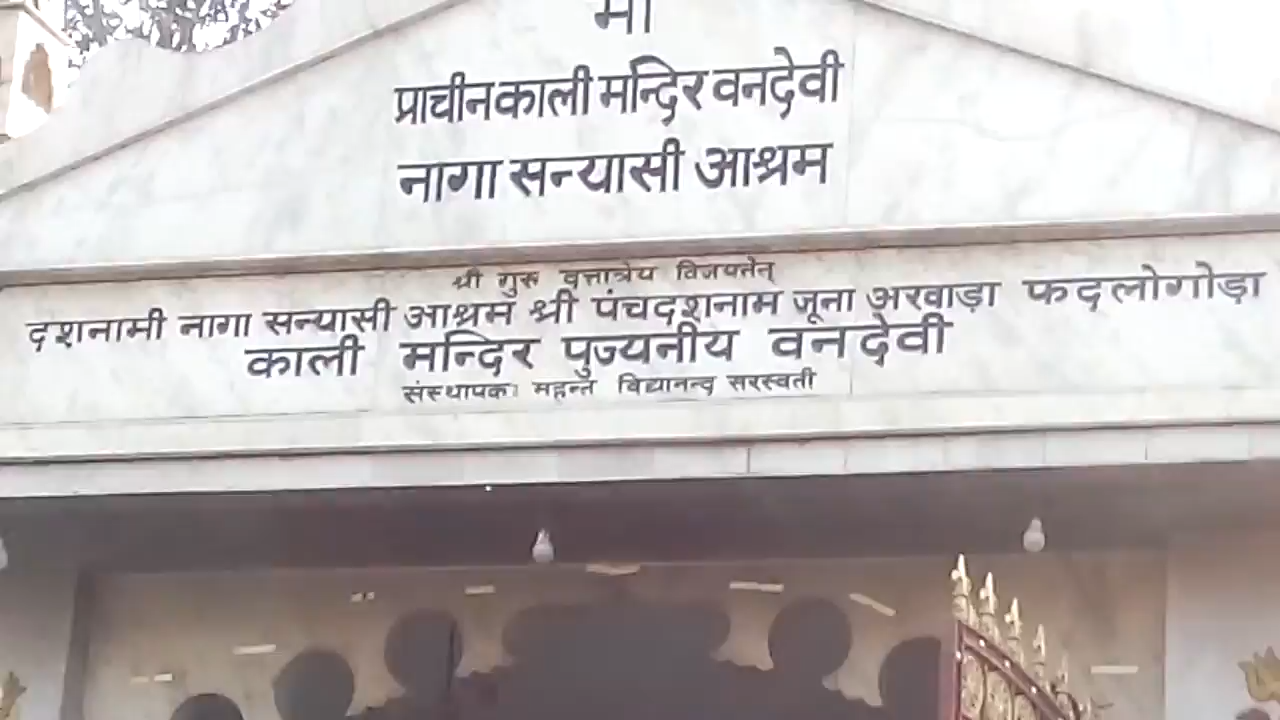 माँ
प्राचीन काली मन्दिर वनदेवी
नागा सन्यासी आश्रम
श्री गुरु दत्तात्रेय विजयतेन्
दशनामी नागा सन्यासी आश्रम श्री पंचदशनाम जूना अखाड़ा फदलोगोड़ा
काली मन्दिर पुज्यनीय वनदेवी
संस्थापक: महन्त विद्यानन्द सरस्वती